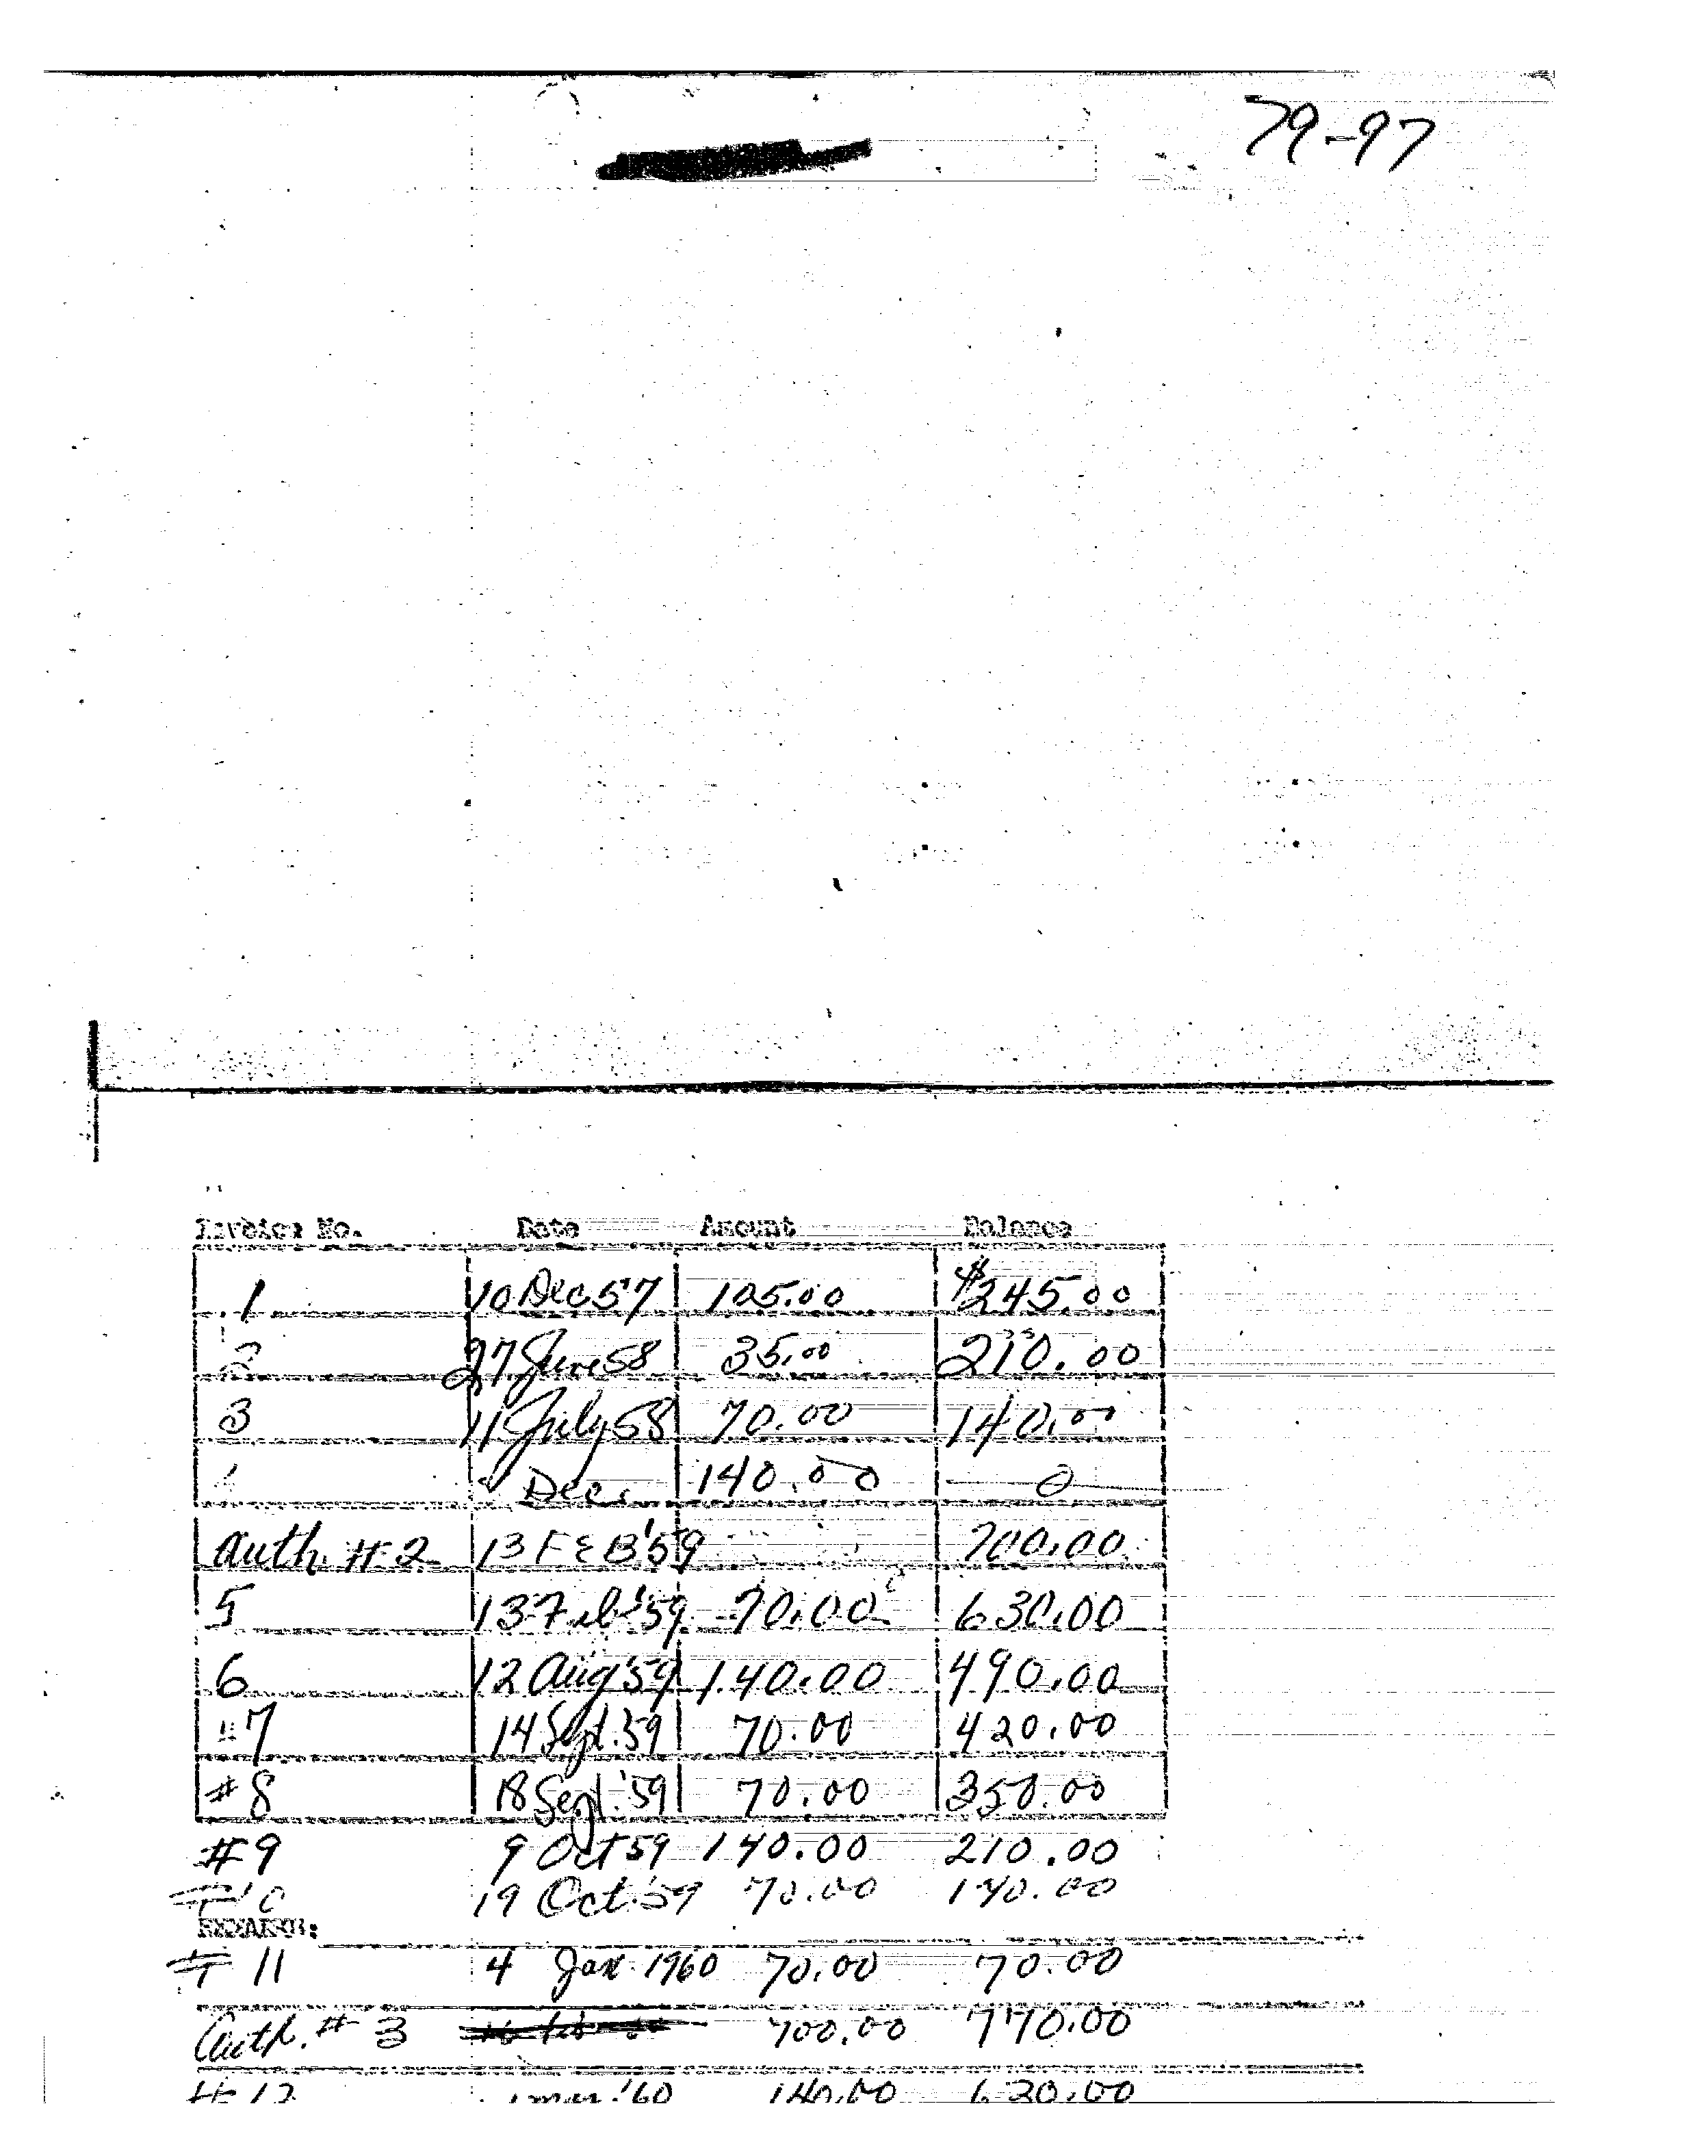 79-97
Invoice No. Date Amount Balance
1 10 Dec 57 105.00 $245.00
2 27 June 58 35.00 210.00
3 11 July 58 70.00 140.00
Dec. 140.00 0
Auth. #2 13 FEB '59 700.00
5 13 Feb '59 70.00 630.00
6 12 Aug '59 140.00 490.00
#7 14 Sept. '59 70.00 420.00
#8 18 Sept. '59 70.00 350.00
#9 9 Oct 59 140.00 210.00
#10 19 Oct. '59 70.00 140.00
REMARKS:
#11 4 Jan. 1960 70.00 70.00
Auth. #3 700.00 770.00
#12 mar. '60 140.00 630.00